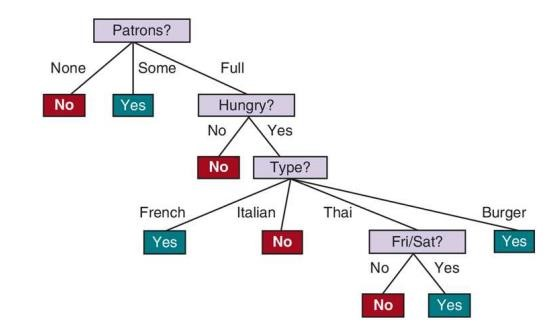 Patrons?
None Some Full
No Yes Hungry?
No Yes
No Type?
French Italian Thai Burger
Yes No Fri/Sat? Yes
No Yes
No Yes